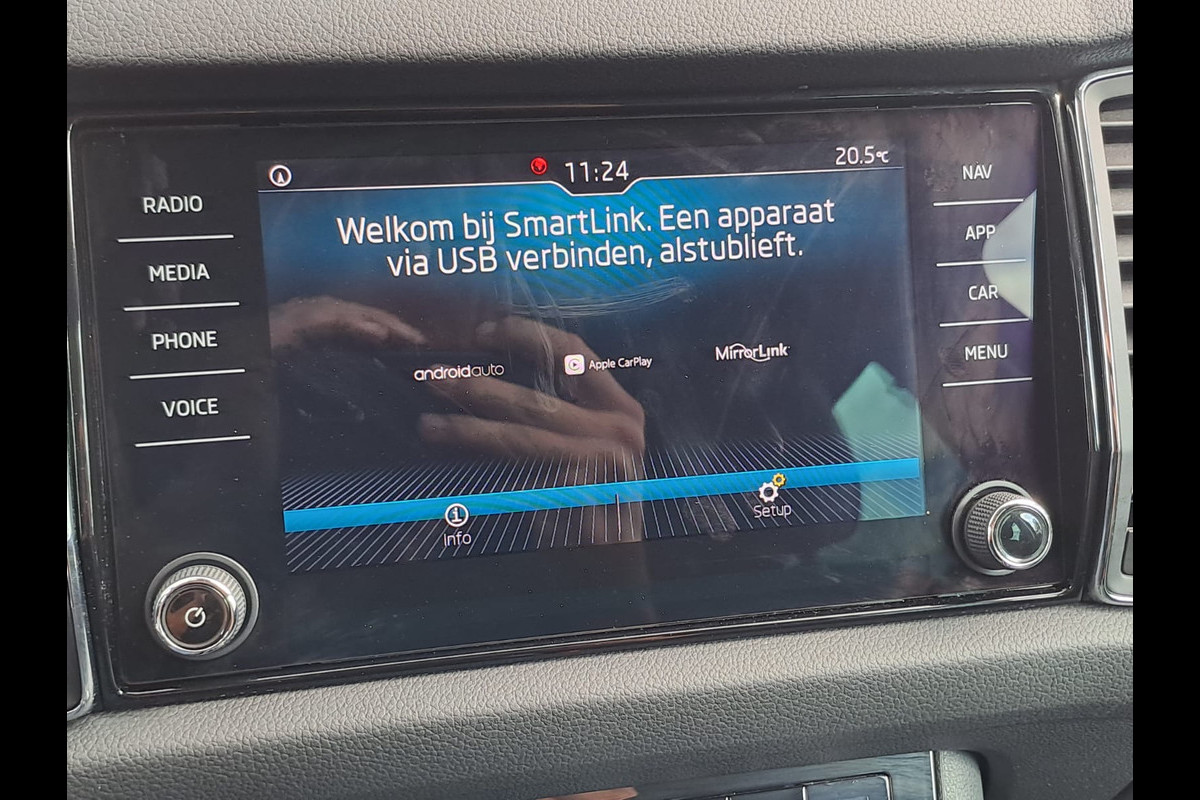 11:24
20.5°C
Welkom bij SmartLink. Een apparaat
via USB verbinden, alstublieft.
androidauto
Apple CarPlay
MirrorLink
Info
Setup
RADIO
MEDIA
PHONE
VOICE
NAV
APP
CAR
MENU